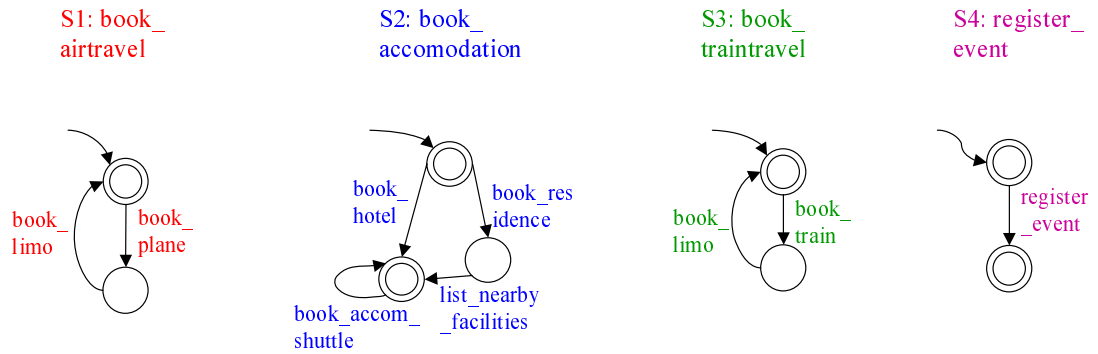 S1: book_
airtravel
S2: book_
accomodation
S3: book_
traintravel
S4: register_
event
book_
limo
book_
plane
book_
hotel
book_res
idence
book_accom_
shuttle
list_nearby
_facilities
book_
limo
book_
train
register
_event